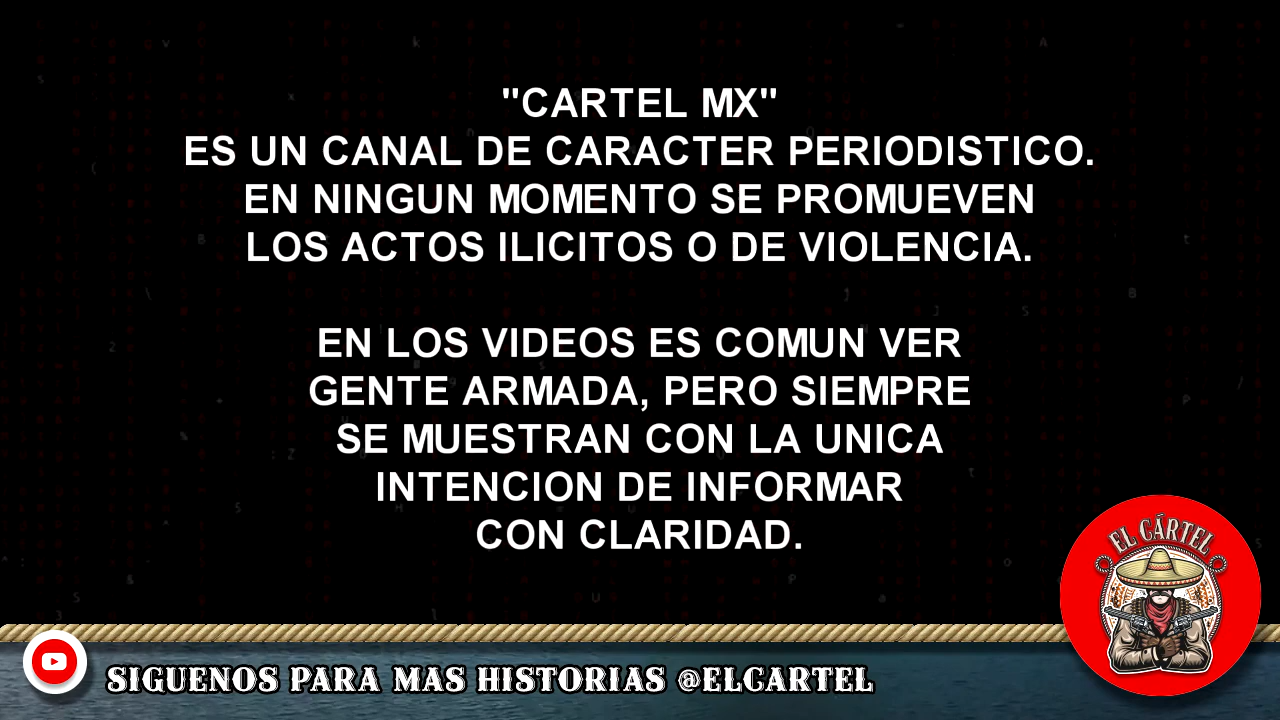 "CARTEL MX"
ES UN CANAL DE CARACTER PERIODISTICO.
EN NINGUN MOMENTO SE PROMUEVEN
LOS ACTOS ILICITOS O DE VIOLENCIA.
EN LOS VIDEOS ES COMUN VER
GENTE ARMADA, PERO SIEMPRE
SE MUESTRAN CON LA UNICA
INTENCION DE INFORMAR
CON CLARIDAD.
EL CÁRTEL
SIGUENOS PARA MAS HISTORIAS @ELCARTEL